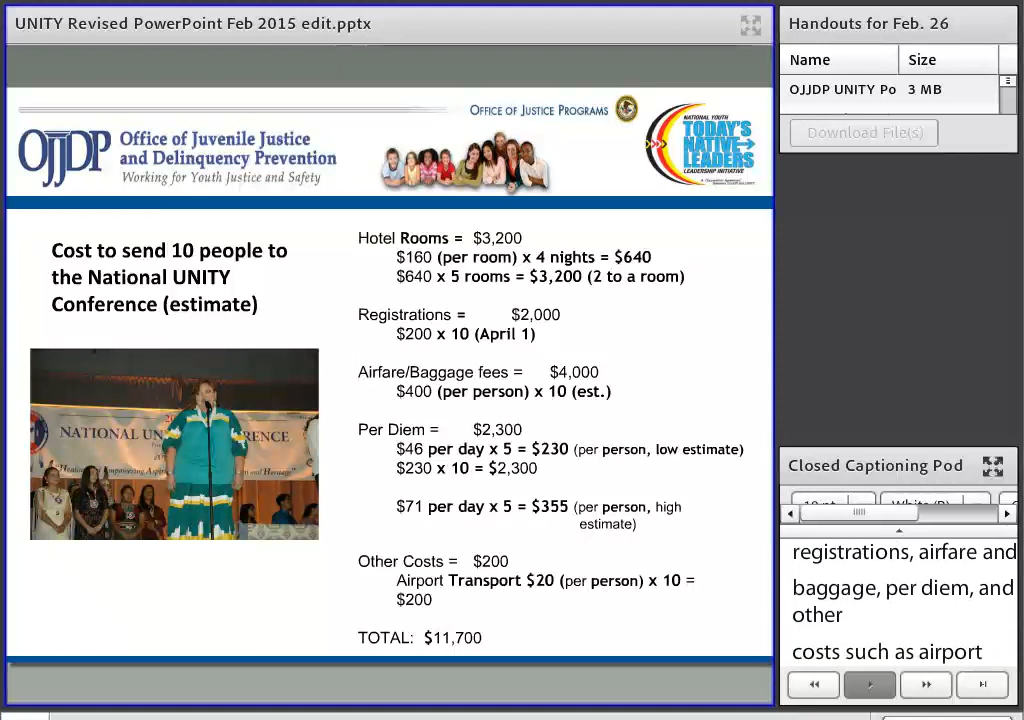 UNITY Revised PowerPoint Feb 2015 edit.pptx
OFFICE OF JUSTICE PROGRAMS
OJJDP
Office of Juvenile Justice
and Delinquency Prevention
Working for Youth Justice and Safety
NATIONAL YOUTH
TODAY'S
NATIVE
LEADERS
LEADERSHIP INITIATIVE
Cost to send 10 people to
the National UNITY
Conference (estimate)
NATIONAL UN
ENCE
Hotel Rooms = $3,200
$160 (per room) x 4 nights = $640
$640 x 5 rooms = $3,200 (2 to a room)
Registrations = $2,000
$200 x 10 (April 1)
Airfare/Baggage fees = $4,000
$400 (per person) x 10 (est.)
Per Diem = $2,300
$46 per day x 5 = $230 (per person, low estimate)
$230 x 10 = $2,300
$71 per day x 5 = $355 (per person, high
estimate)
Other Costs = $200
Airport Transport $20 (per person) x 10 =
$200
TOTAL: $11,700
Handouts for Feb. 26
Name Size
OJJDP UNITY Po 3 MB
Download File(s)
Closed Captioning Pod
registrations, airfare and
baggage, per diem, and
other
costs such as airport